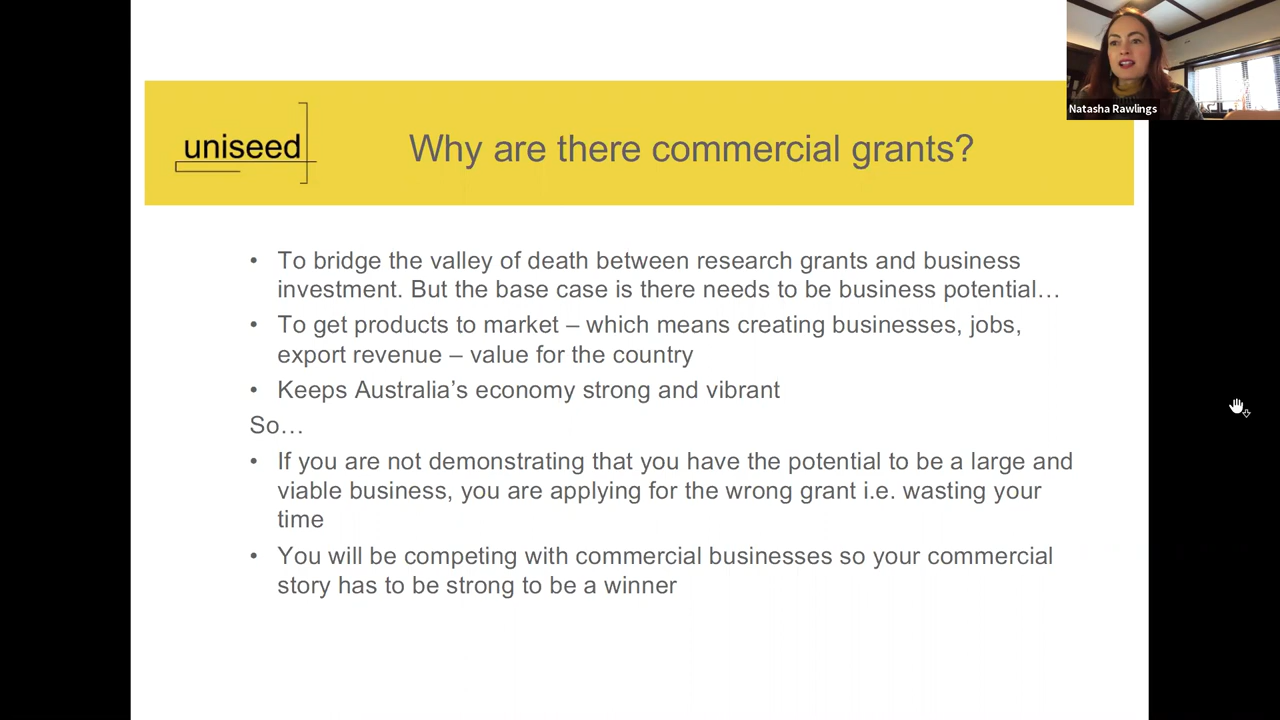 Natasha Rawlings
uniseed
Why are there commercial grants?
• To bridge the valley of death between research grants and business
investment. But the base case is there needs to be business potential…
• To get products to market – which means creating businesses, jobs,
export revenue – value for the country
• Keeps Australia’s economy strong and vibrant
So…
• If you are not demonstrating that you have the potential to be a large and
viable business, you are applying for the wrong grant i.e. wasting your
time
• You will be competing with commercial businesses so your commercial
story has to be strong to be a winner